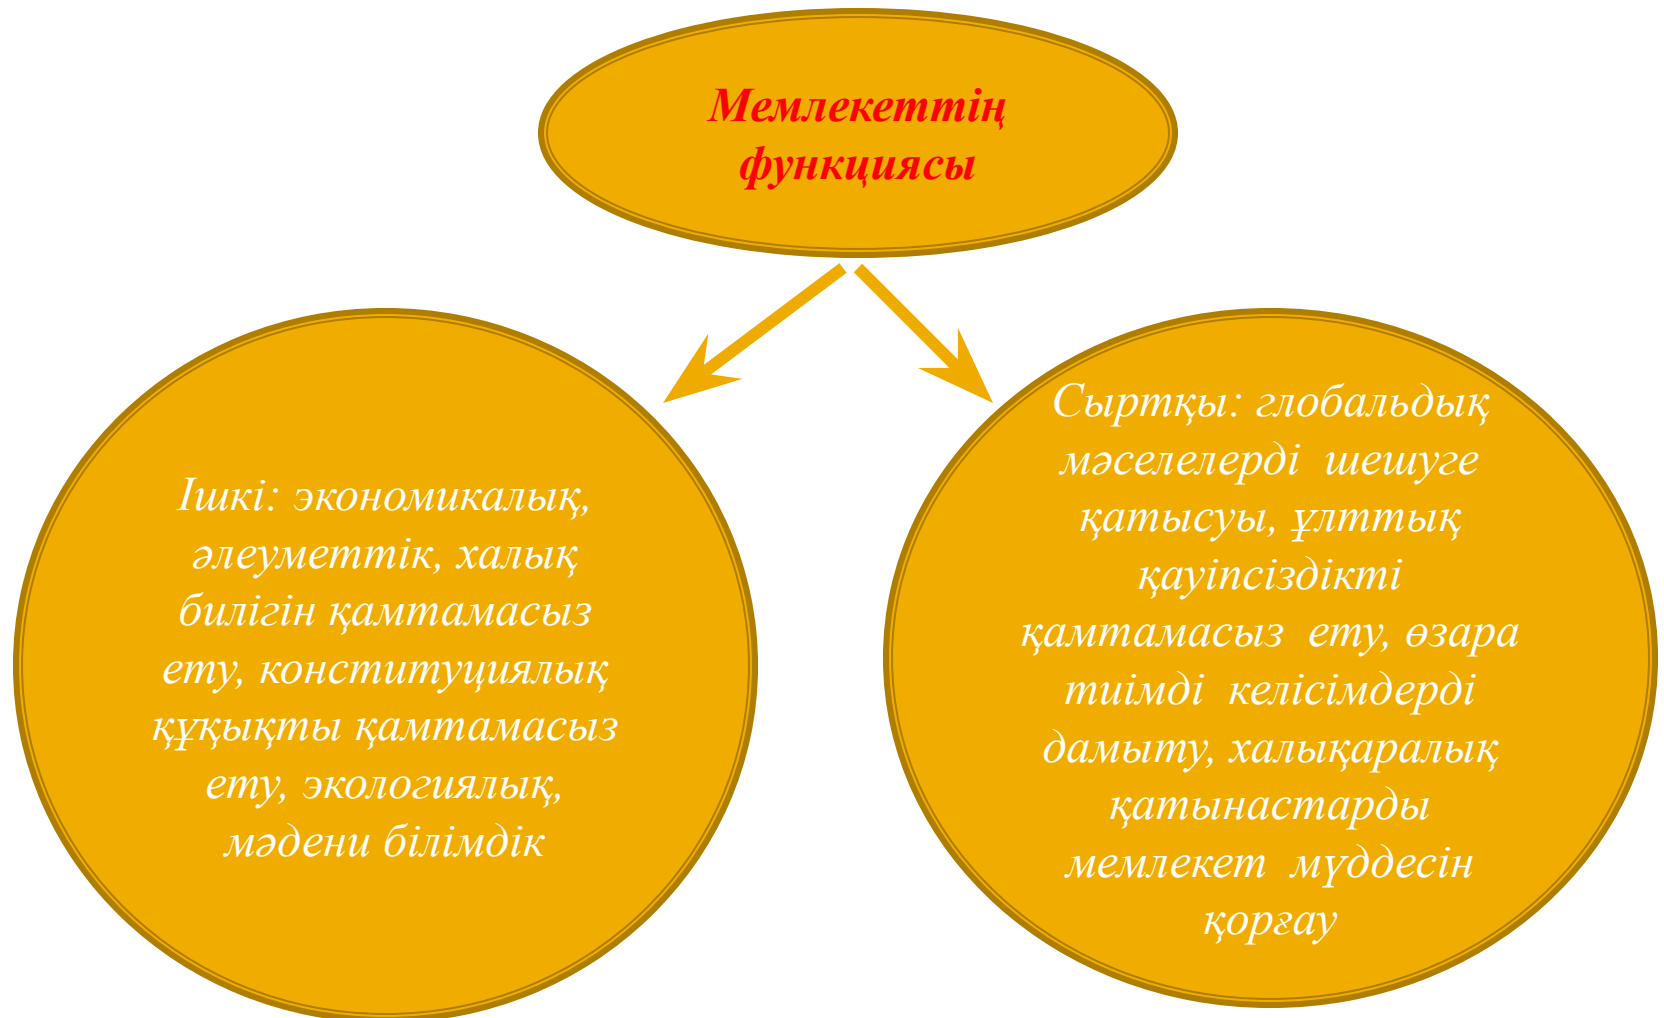 Мемлекеттің
функциясы
Ішкі: экономикалық,
әлеуметтік, халық
билігін қамтамасыз
ету, конституциялық
құқықты қамтамасыз
ету, экологиялық,
мәдени білімдік
Сыртқы: глобальдық
мәселелерді шешуге
қатысуы, ұлттық
қауіпсіздікті
қамтамасыз ету, өзара
тиімді келісімдерді
дамыту, халықаралық
қатынастарды
мемлекет мүддесін
қорғау